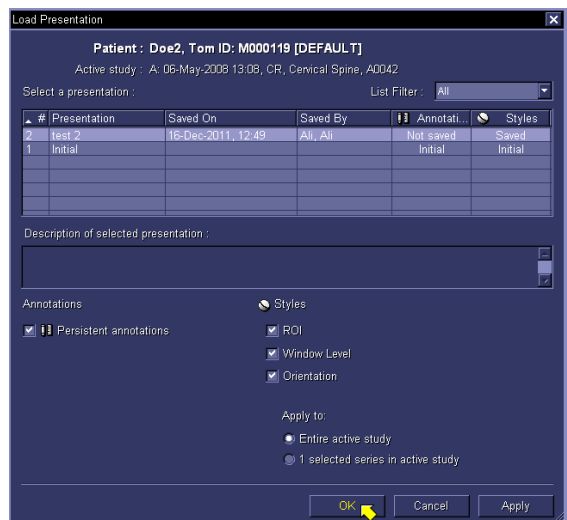 Load Presentation
Patient : Doe2, Tom ID: M000119 [DEFAULT]
Active study : A: 06-May-2008 13:08, CR, Cervical Spine, A0042
Select a presentation : List Filter : All
# Presentation Saved On Saved By Annotati... Styles
2 test 2 16-Dec-2011, 12:49 Ali, Ali Not saved Saved
1 Initial Initial Initial
Description of selected presentation :
Annotations Styles
Persistent annotations ROI
Window Level
Orientation
Apply to:
Entire active study
1 selected series in active study
OK Cancel Apply